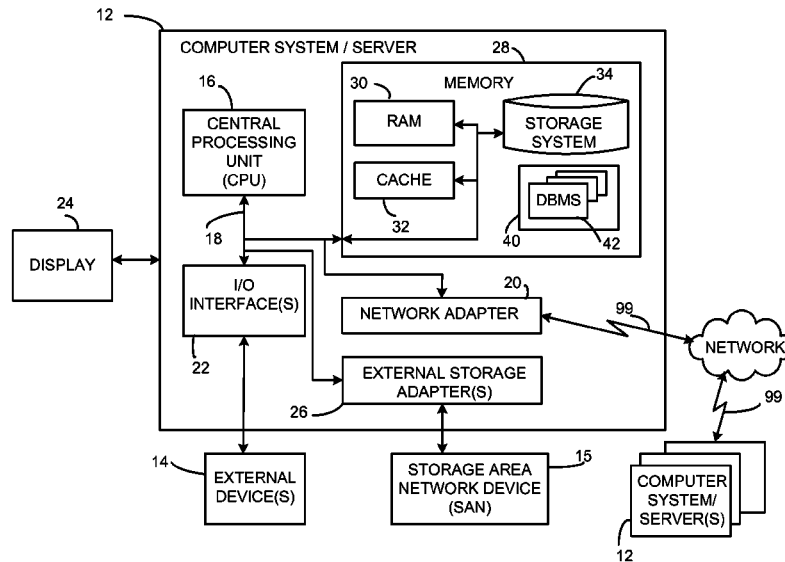 12
COMPUTER SYSTEM / SERVER
28
16
CENTRAL
PROCESSING
UNIT
(CPU)
MEMORY
30
RAM
34
STORAGE
SYSTEM
CACHE
32
DBMS
40
42
18
24
DISPLAY
I/O
INTERFACE(S)
22
20
NETWORK ADAPTER
99
NETWORK
EXTERNAL STORAGE
ADAPTER(S)
26
99
14
EXTERNAL
DEVICE(S)
15
STORAGE AREA
NETWORK DEVICE
(SAN)
COMPUTER
SYSTEM/
SERVER(S)
12